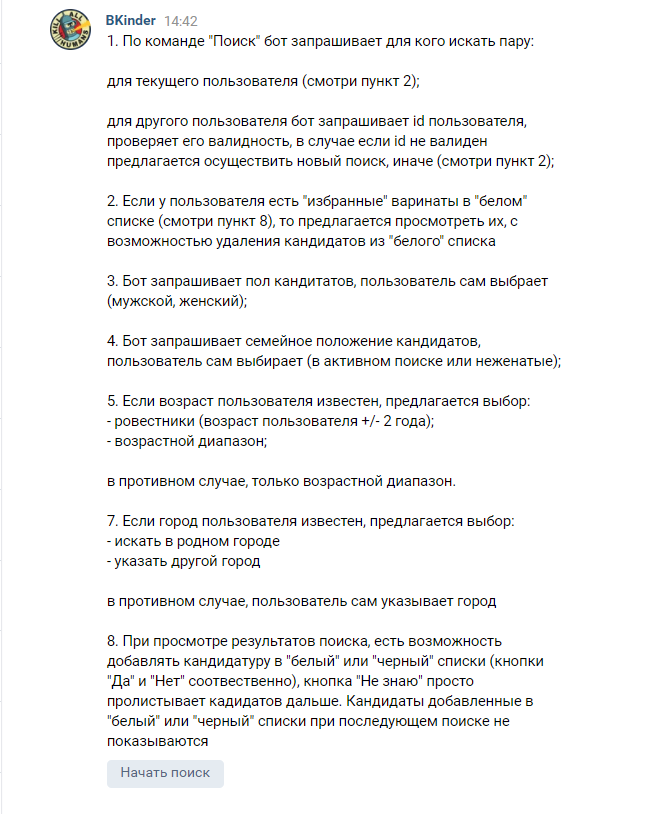 KILL ALL HUMANS
BKinder 14:42
1. По команде "Поиск" бот запрашивает для кого искать пару:
для текущего пользователя (смотри пункт 2);
для другого пользователя бот запрашивает id пользователя,
проверяет его валидность, в случае если id не валиден
предлагается осуществить новый поиск, иначе (смотри пункт 2);
2. Если у пользователя есть "избранные" варинаты в "белом"
списке (смотри пункт 8), то предлагается просмотреть их, с
возможностью удаления кандидатов из "белого" списка
3. Бот запрашивает пол кандитатов, пользователь сам выбрает
(мужской, женский);
4. Бот запрашивает семейное положение кандидатов,
пользователь сам выбирает (в активном поиске или неженатые);
5. Если возраст пользователя известен, предлагается выбор:
- ровестники (возраст пользователя +/- 2 года);
- возрастной диапазон;
в противном случае, только возрастной диапазон.
7. Если город пользователя известен, предлагается выбор:
- искать в родном городе
- указать другой город
в противном случае, пользователь сам указывает город
8. При просмотре результатов поиска, есть возможность
добавлять кандидатуру в "белый" или "черный" списки (кнопки
"Да" и "Нет" соотвественно), кнопка "Не знаю" просто
пролистывает кадидатов дальше. Кандидаты добавленные в
"белый" или "черный" списки при последующем поиске не
показываются
Начать поиск